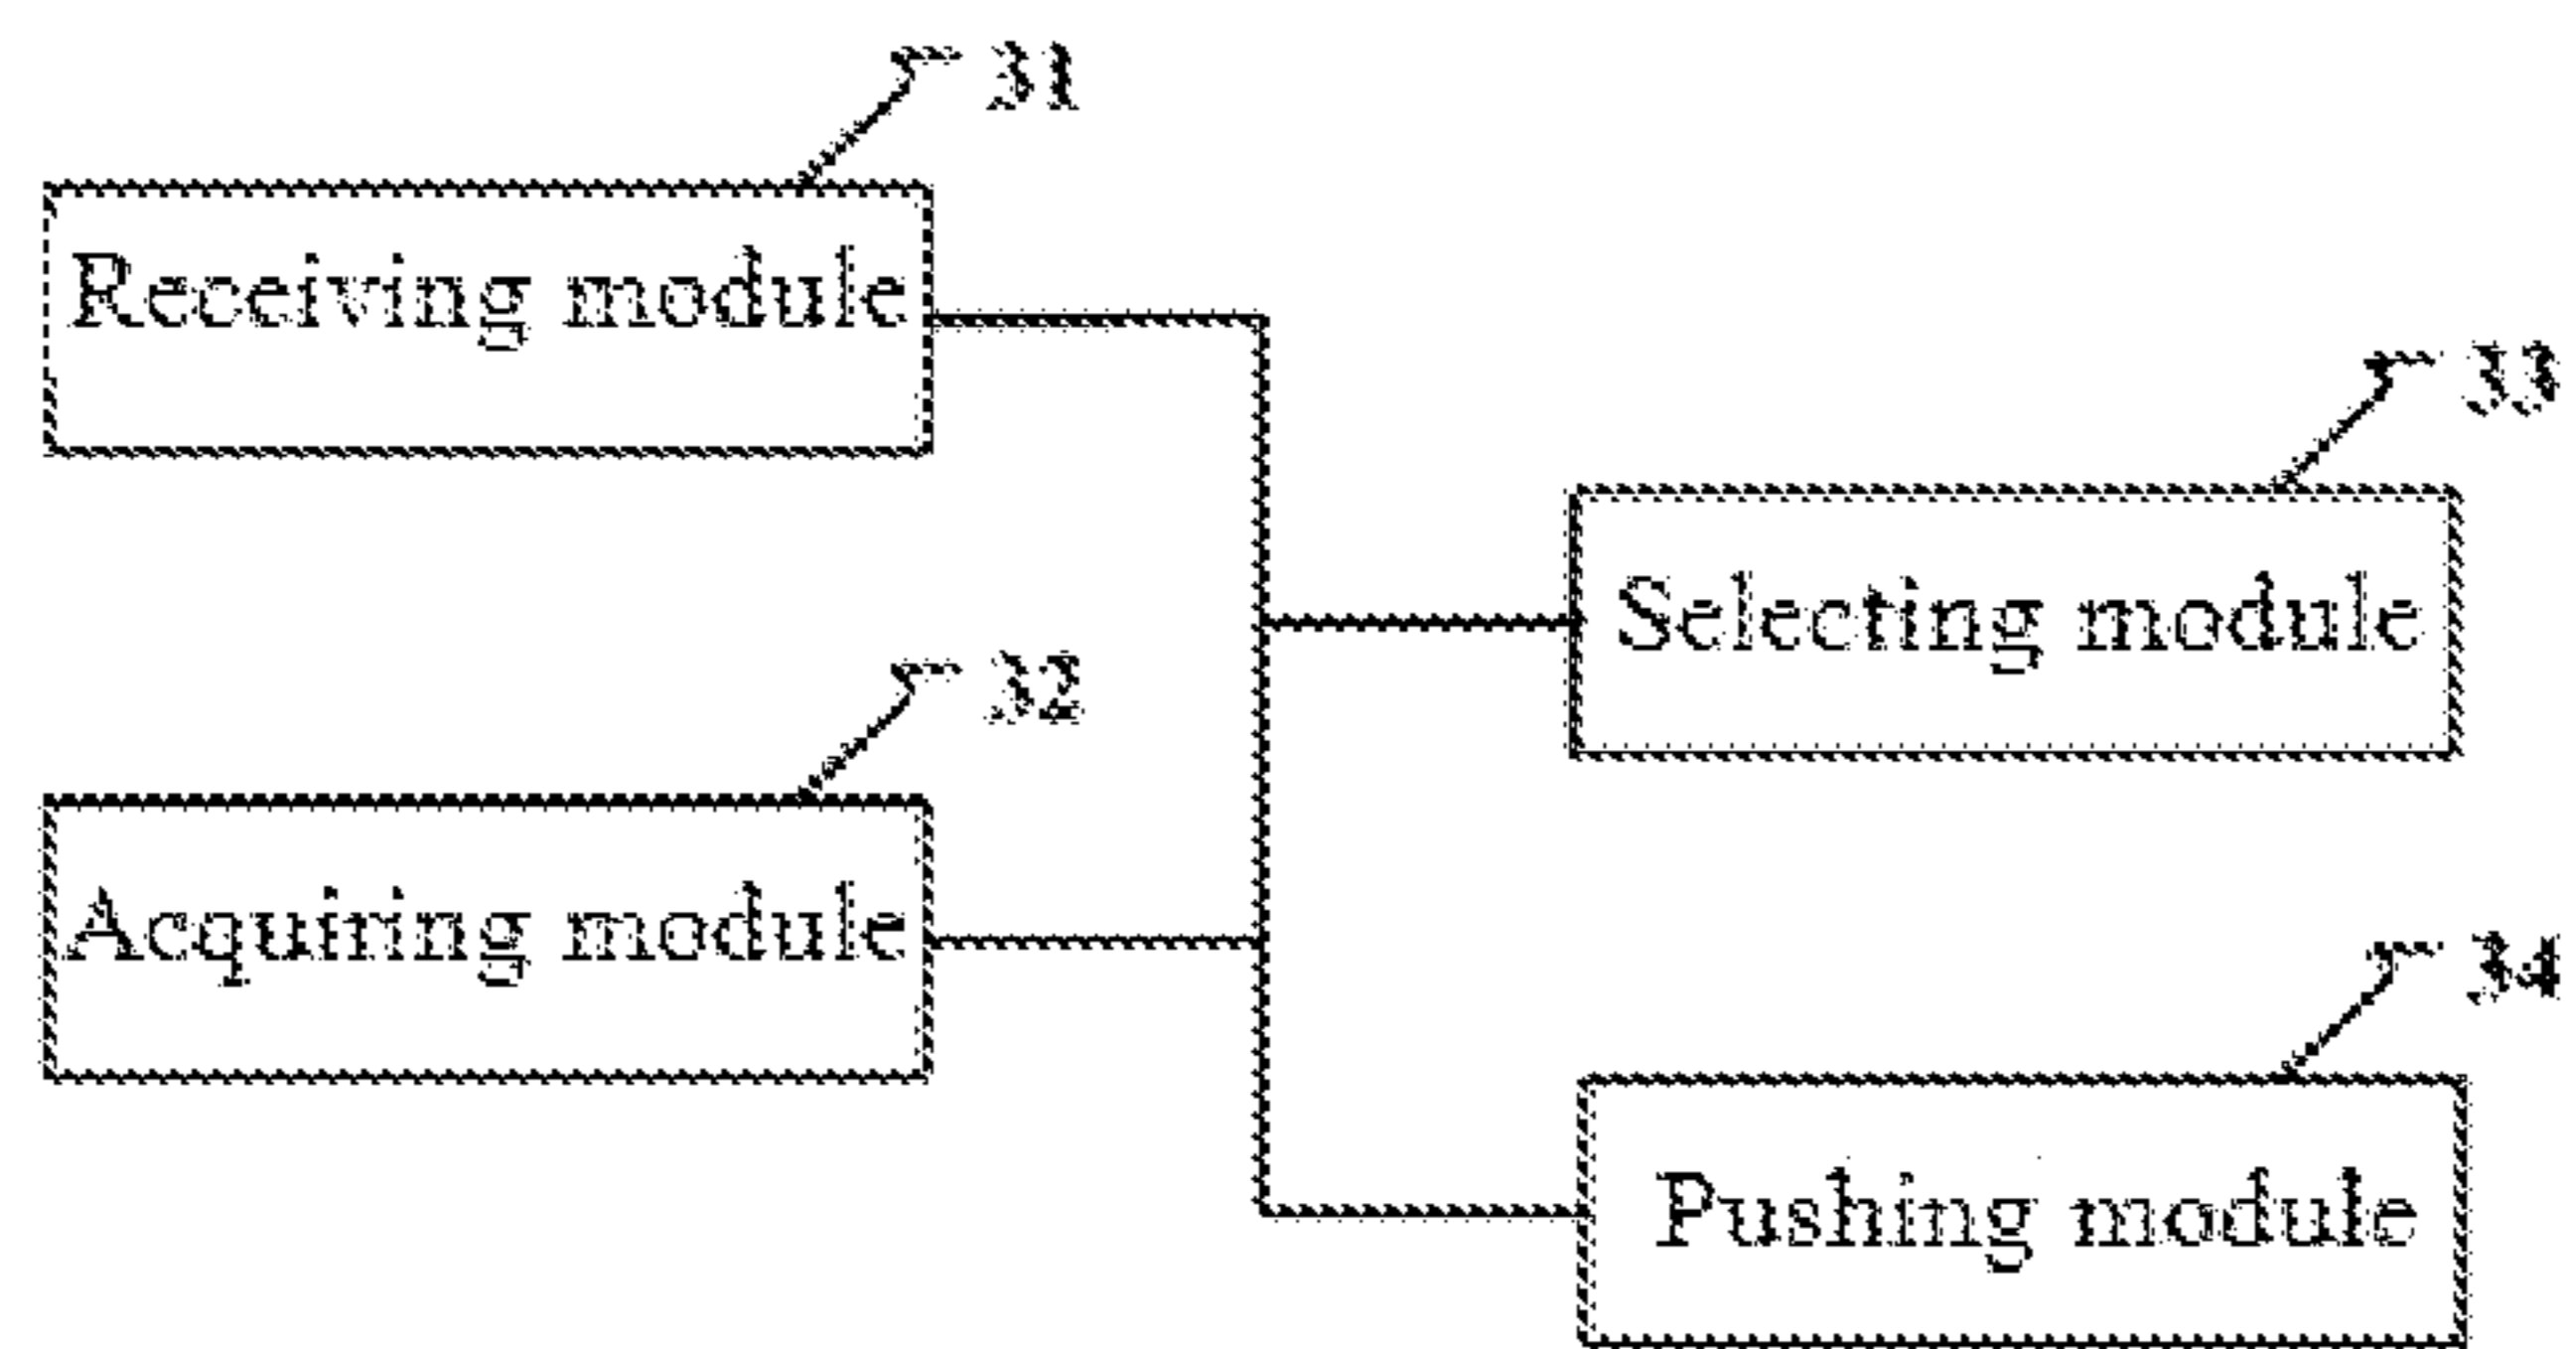 31
Receiving module
33
Selecting module
32
Acquiring module
34
Pushing module